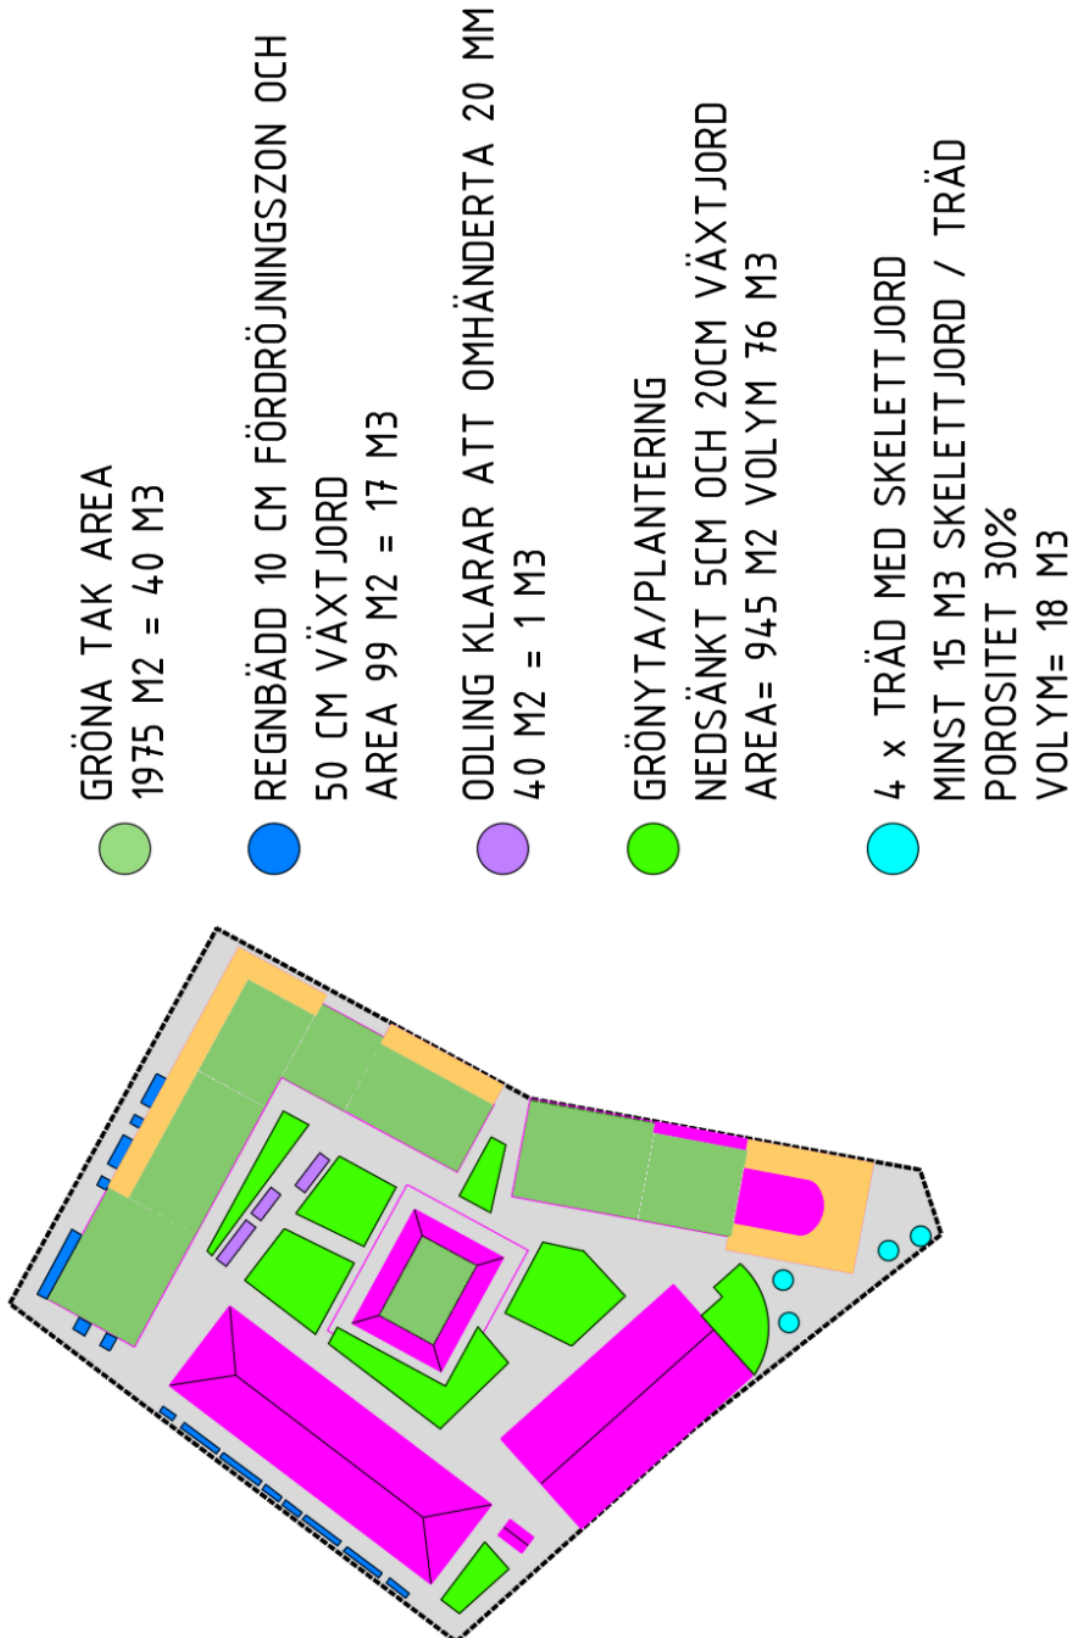 GRÖNA TAK AREA
1975 M2 = 40 M3
REGNBÄDD 10 CM FÖRDRÖJNINGSZON OCH
50 CM VÄXTJORD
AREA 99 M2 = 17 M3
ODLING KLARAR ATT OMHÄNDERTA 20 MM
40 M2 = 1 M3
GRÖNYTA/PLANTERING
NEDSÄNKT 5CM OCH 20CM VÄXTJORD
AREA= 945 M2 VOLYM 76 M3
4 x TRÄD MED SKELETTJORD
MINST 15 M3 SKELETTJORD / TRÄD
POROSITET 30%
VOLYM= 18 M3